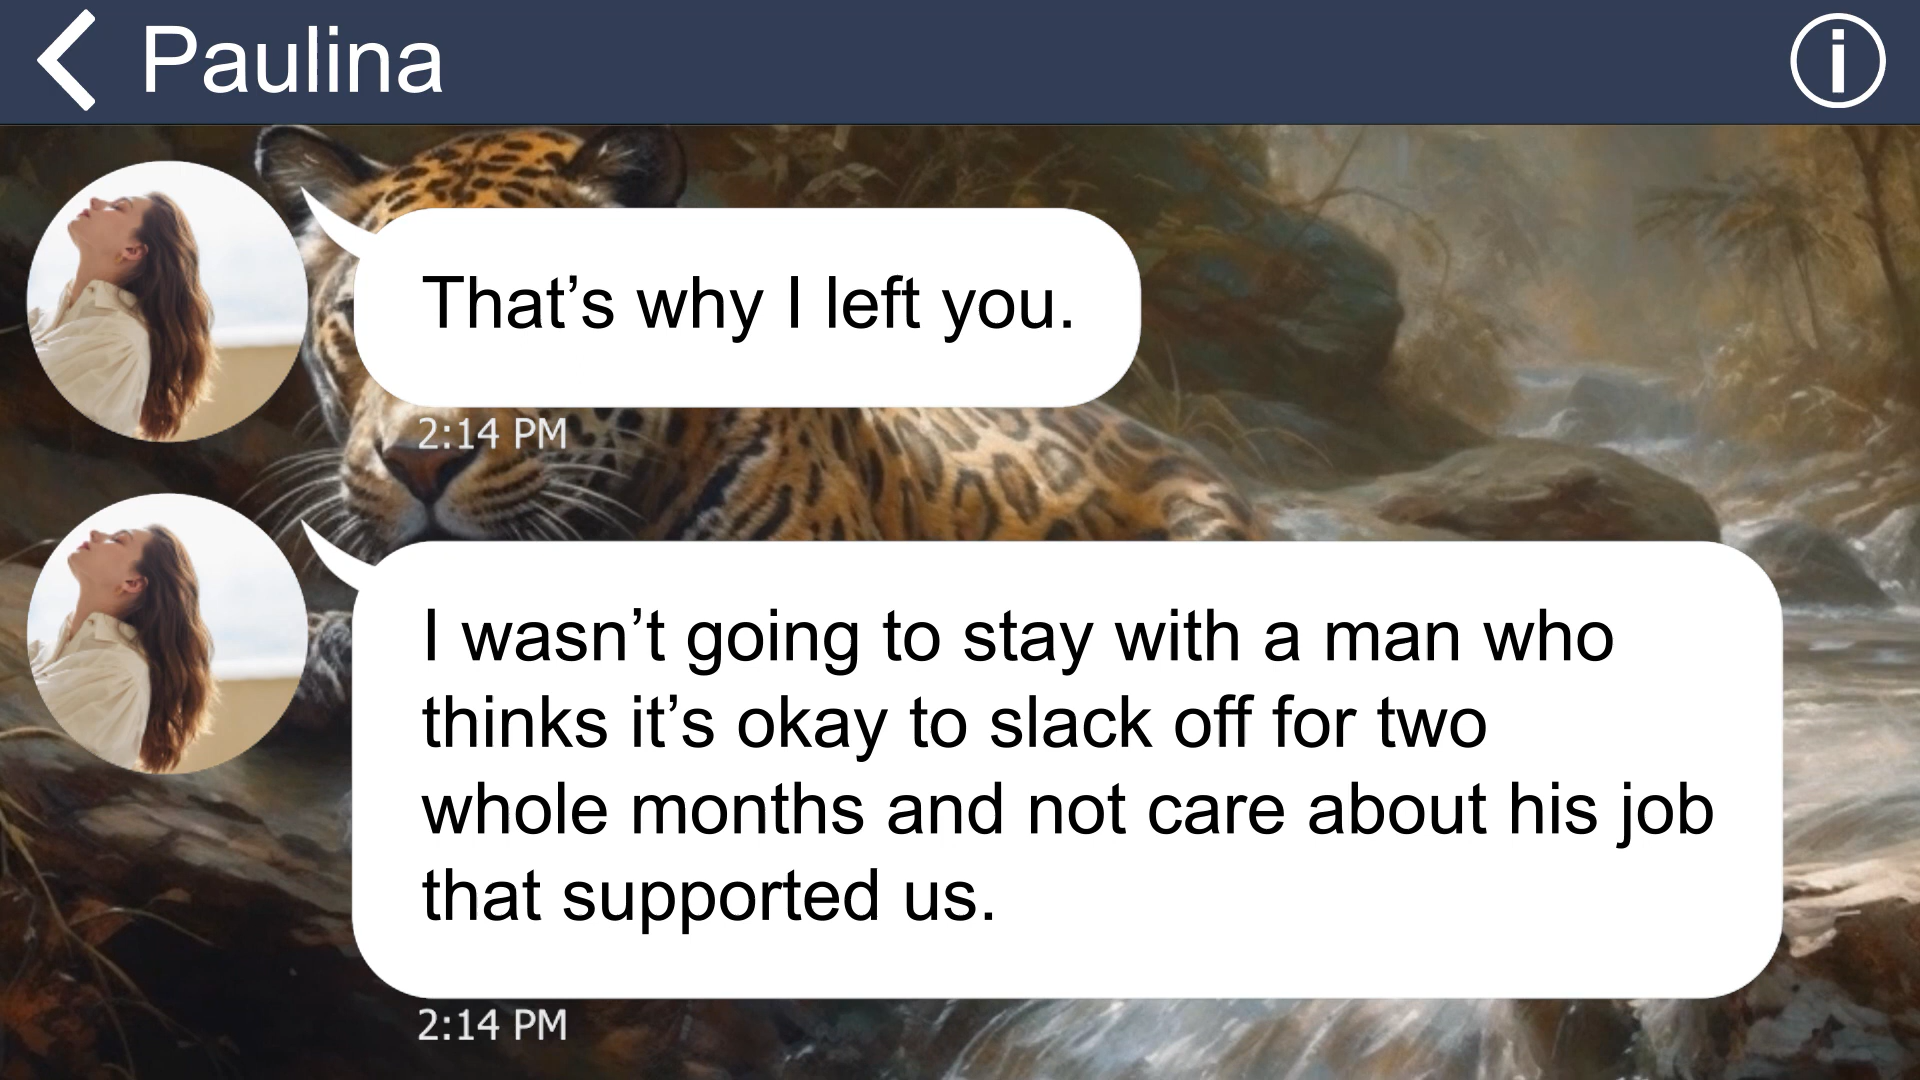 Paulina
That’s why I left you.
2:14 PM
I wasn’t going to stay with a man who
thinks it’s okay to slack off for two
whole months and not care about his job
that supported us.
2:14 PM